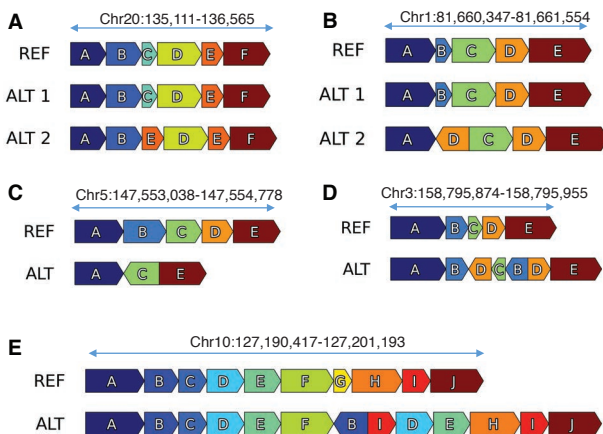 A
Chr20:135,111-136,565
REF A B C D E F
ALT 1 A B C D E F
ALT 2 A B E D E F
B
Chr1:81,660,347-81,661,554
REF A B C D E
ALT 1 A B C D E
ALT 2 A D C D E
C
Chr5:147,553,038-147,554,778
REF A B C D E
ALT A C E
D
Chr3:158,795,874-158,795,955
REF A B C D E
ALT A B D C B D E
E
Chr10:127,190,417-127,201,193
REF A B C D E F G H I J
ALT A B C D E F B I D E H I J